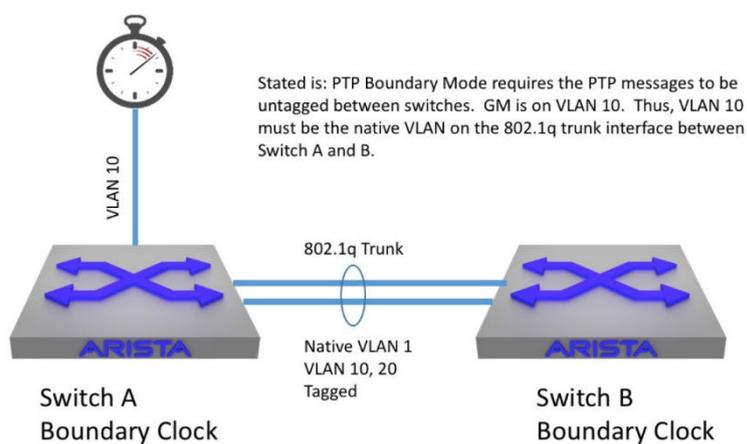 Stated is: PTP Boundary Mode requires the PTP messages to be
untagged between switches. GM is on VLAN 10. Thus, VLAN 10
must be the native VLAN on the 802.1q trunk interface between
Switch A and B.
VLAN 10
802.1q Trunk
ARISTA
ARISTA
Native VLAN 1
VLAN 10, 20
Tagged
Switch A
Boundary Clock
Switch B
Boundary Clock